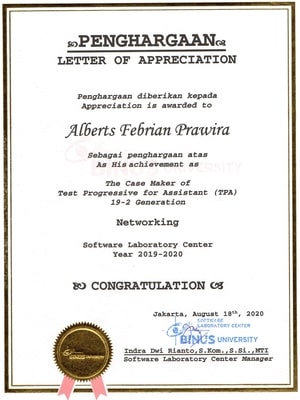 PENGHARGAAN
LETTER OF APPRECIATION
Penghargaan diberikan kepada
Appreciation is awarded to
Alberts Febrian Prawira
Sebagai penghargaan atas
As His achievement as
BINUS UNIVERSITY
The Case Maker of
Test Progressive for Assistant (TPA)
19-2 Generation
Networking
Software Laboratory Center
Year 2019-2020
CONGRATULATION
Jakarta, August 18th, 2020
SOFTWARE
LABORATORY CENTER
BINUS UNIVERSITY
Indra Dwi Rianto,S.Kom.,S.Si.,MTI
Software Laboratory Center Manager